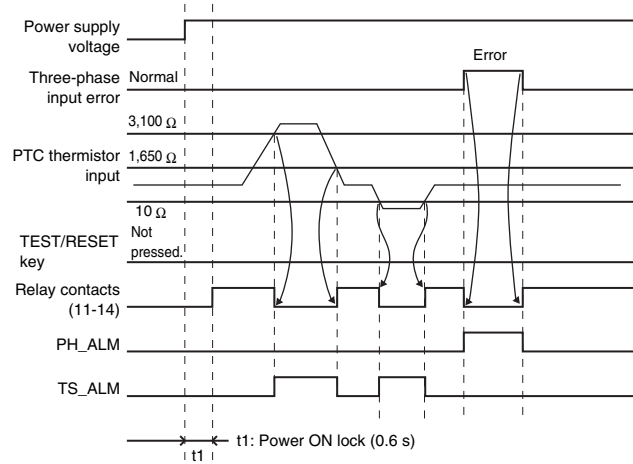 Power supply
voltage
Three-phase
input error
Normal
Error
3,100 Ω
PTC thermistor
input
1,650 Ω
10 Ω
TEST/RESET
key
Not
pressed.
Relay contacts
(11-14)
PH_ALM
TS_ALM
t1
t1: Power ON lock (0.6 s)